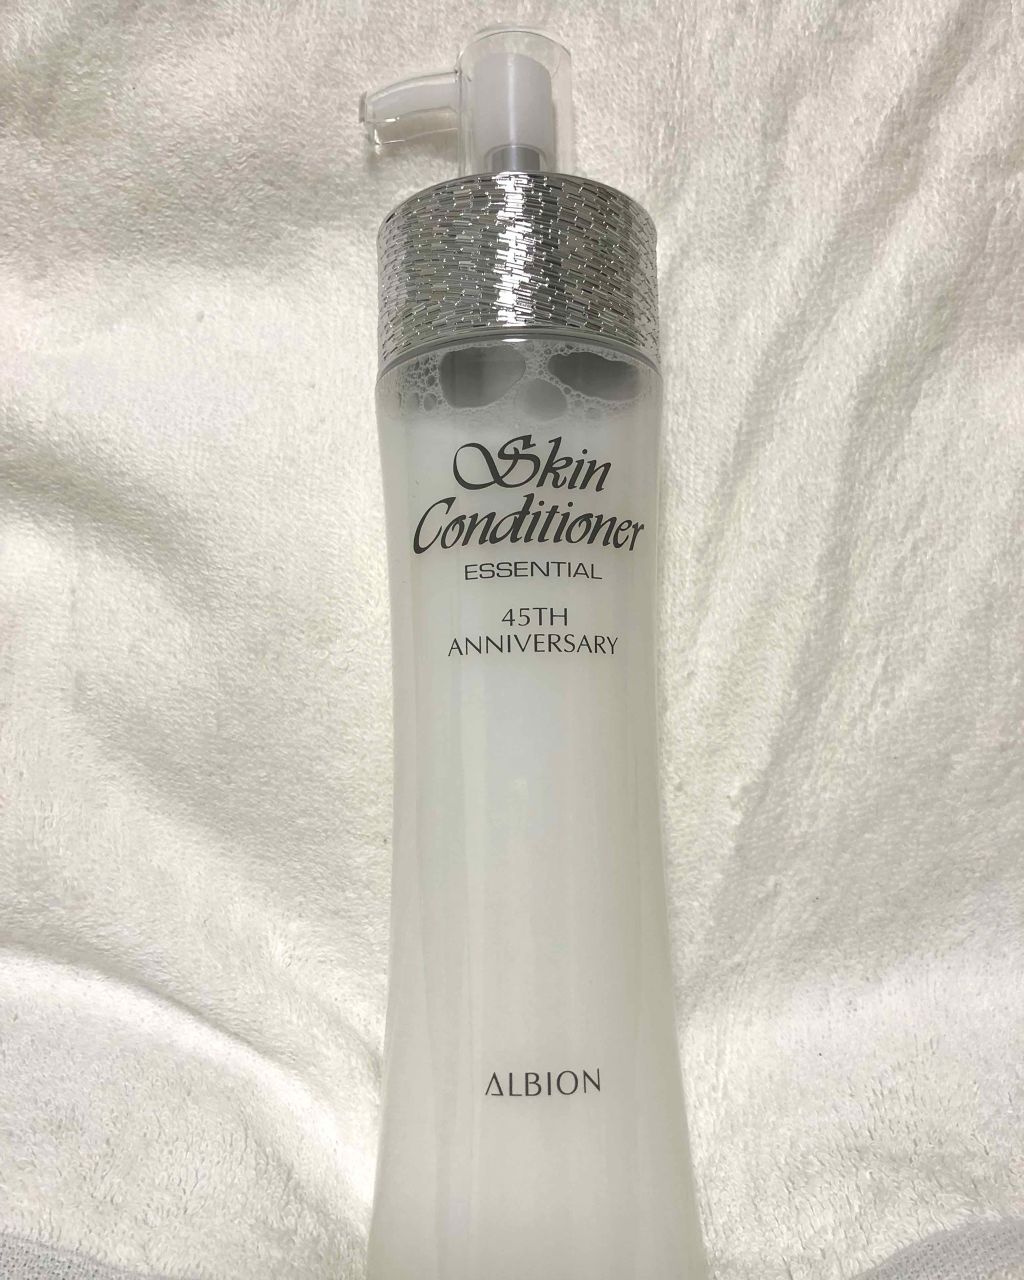 Skin
Conditioner
ESSENTIAL
45TH
ANNIVERSARY
ALBION